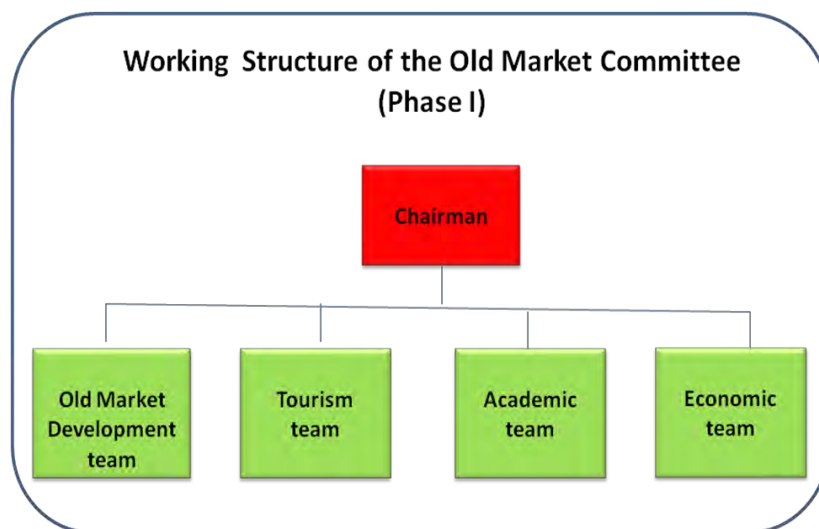 Working Structure of the Old Market Committee
(Phase I)
Chairman
Old Market
Development
team
Tourism
team
Academic
team
Economic
team